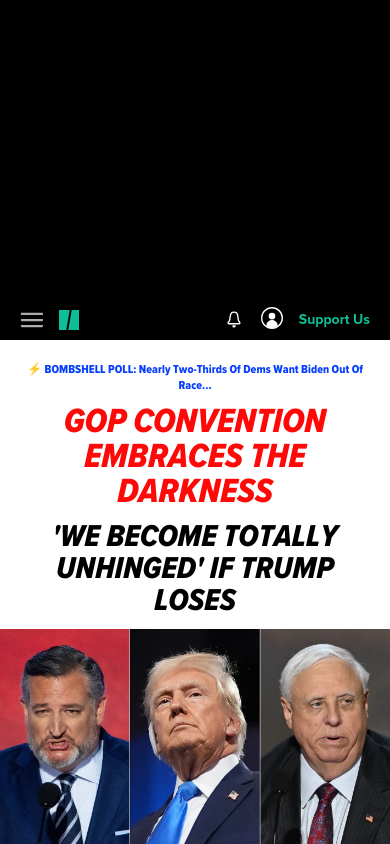 Support Us
⚡ BOMBSHELL POLL: Nearly Two-Thirds Of Dems Want Biden Out Of
Race...
GOP CONVENTION
EMBRACES THE
DARKNESS
'WE BECOME TOTALLY
UNHINGED' IF TRUMP
LOSES